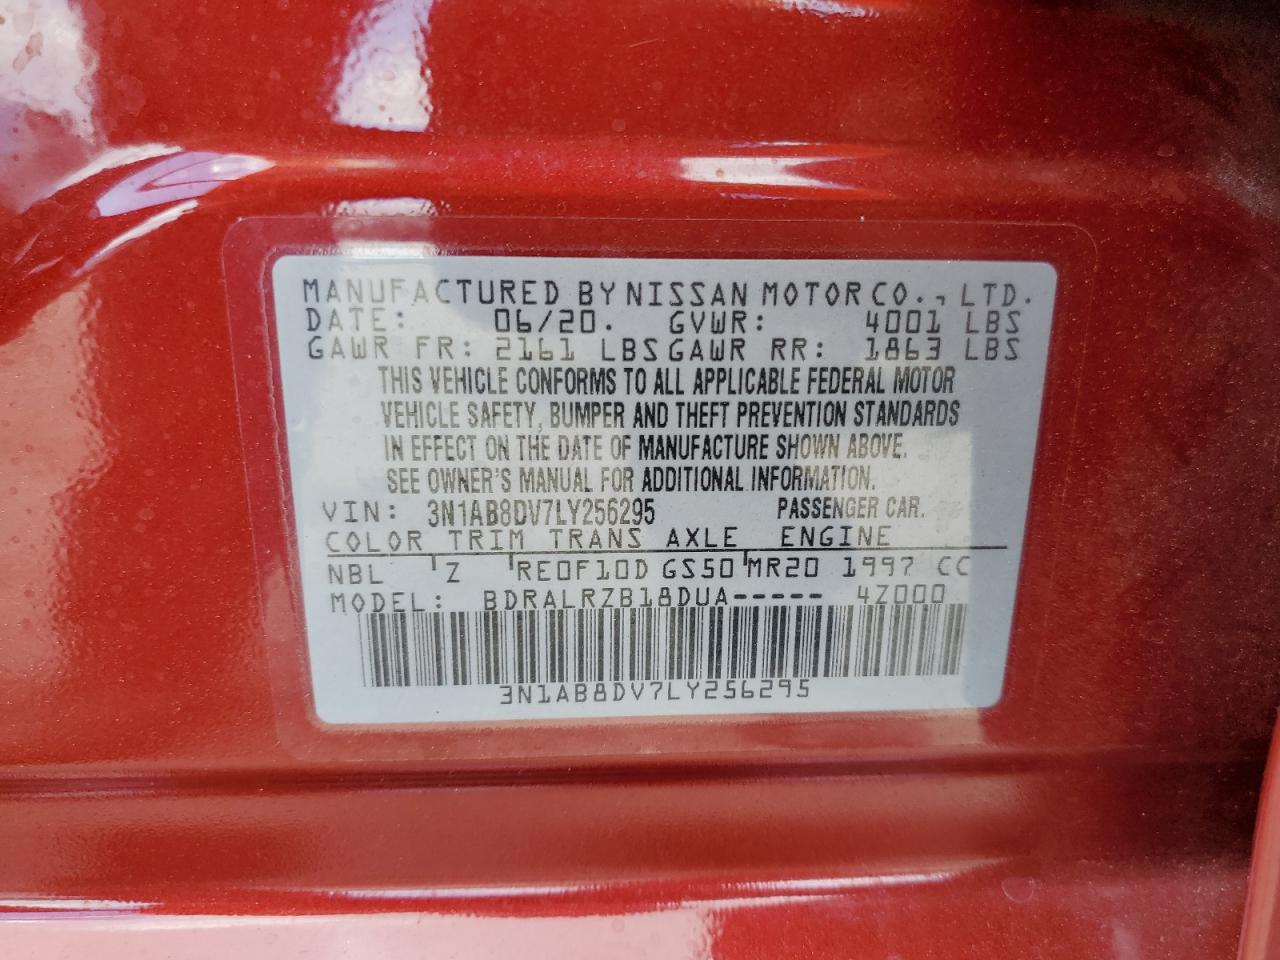 MANUFACTURED BY NISSAN MOTOR CO., LTD.
DATE: 06/20. GVWR: 4001 LBS
GAWR FR: 2161 LBS GAWR RR: 1863 LBS
THIS VEHICLE CONFORMS TO ALL APPLICABLE FEDERAL MOTOR
VEHICLE SAFETY, BUMPER AND THEFT PREVENTION STANDARDS
IN EFFECT ON THE DATE OF MANUFACTURE SHOWN ABOVE.
SEE OWNER'S MANUAL FOR ADDITIONAL INFORMATION.
VIN: 3N1AB8DV7LY256295 PASSENGER CAR.
COLOR TRIM TRANS AXLE ENGINE
NBL Z RE0F10D GS50 MR20 1997 CC
MODEL: BDRALRZB18DUA----- 4Z000
3N1AB8DV7LY256295